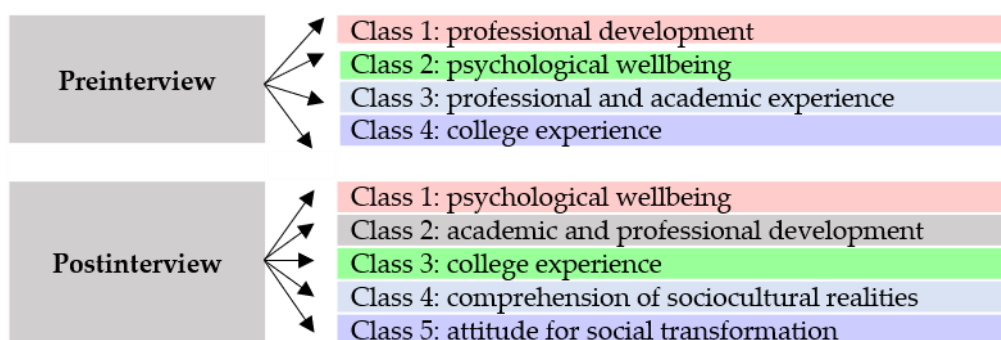 Preinterview
Class 1: professional development
Class 2: psychological wellbeing
Class 3: professional and academic experience
Class 4: college experience
Postinterview
Class 1: psychological wellbeing
Class 2: academic and professional development
Class 3: college experience
Class 4: comprehension of sociocultural realities
Class 5: attitude for social transformation